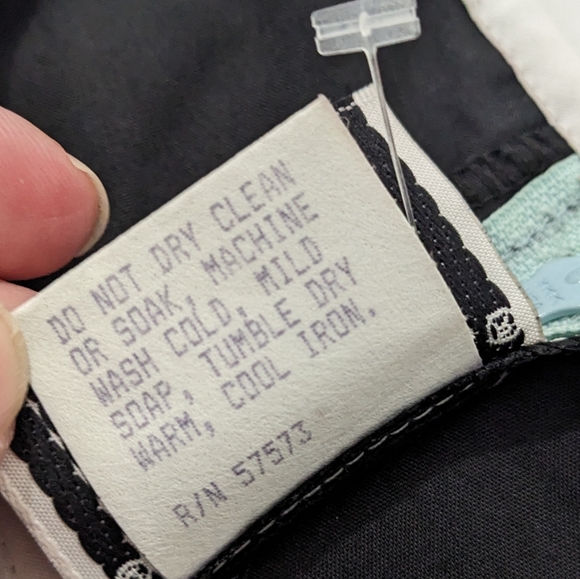 DO NOT DRY CLEAN
OR SOAK, MACHINE
WASH COLD, MILD
SOAP, TUMBLE DRY
WARM, COOL IRON.
R/N 57573